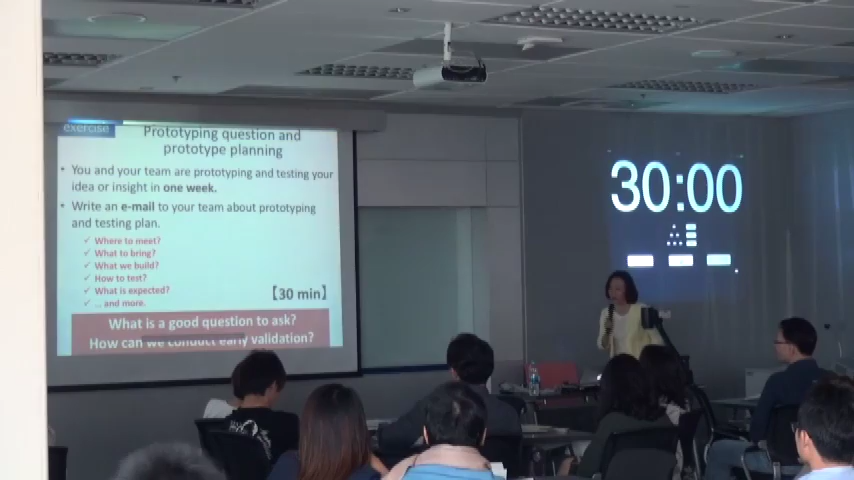 exercise
Prototyping question and
prototype planning
• You and your team are prototyping and testing your
idea or insight in one week.
• Write an e-mail to your team about prototyping
and testing plan.
✓ Where to meet?
✓ What to bring?
✓ What we build?
✓ How to test?
✓ What is expected?
✓ ... and more.
【30 min】
What is a good question to ask?
How can we conduct early validation?
30:00